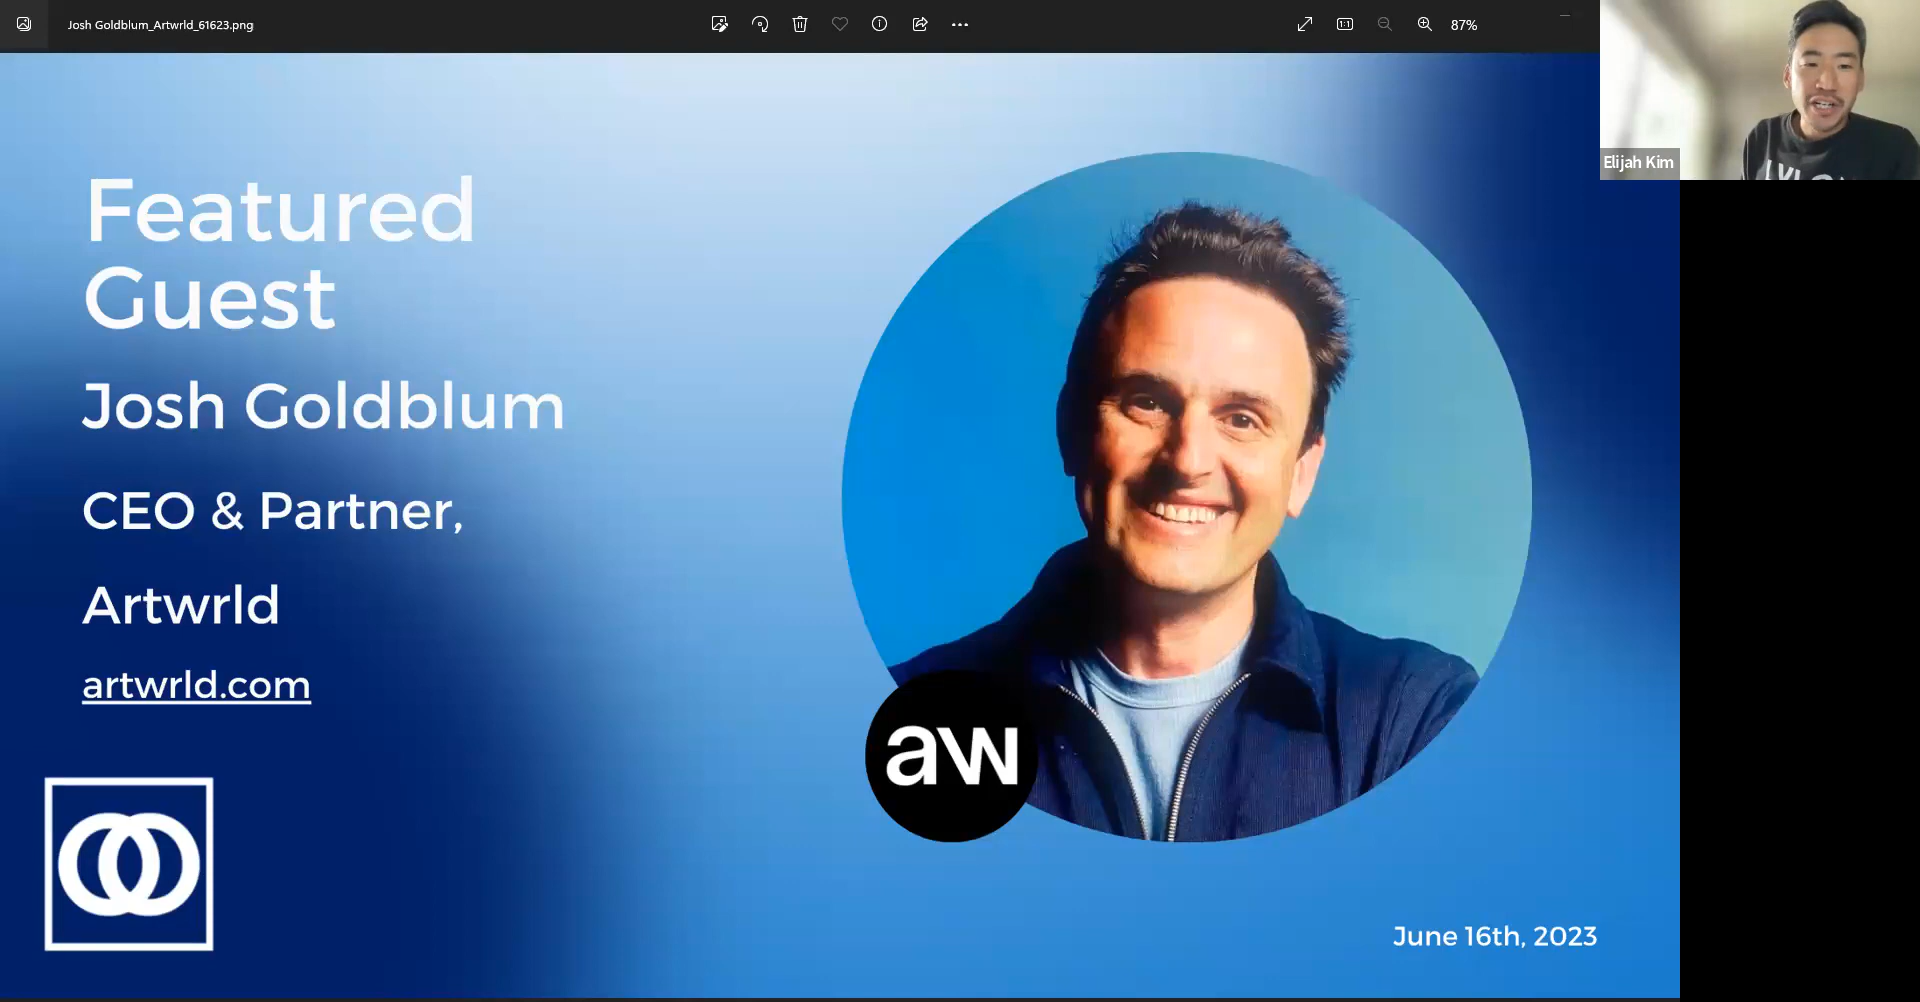 Josh Goldblum_Artwrld_61623.png
87%
Elijah Kim
Featured
Guest
Josh Goldblum
CEO & Partner,
Artwrld
artwrld.com
aw
June 16th, 2023